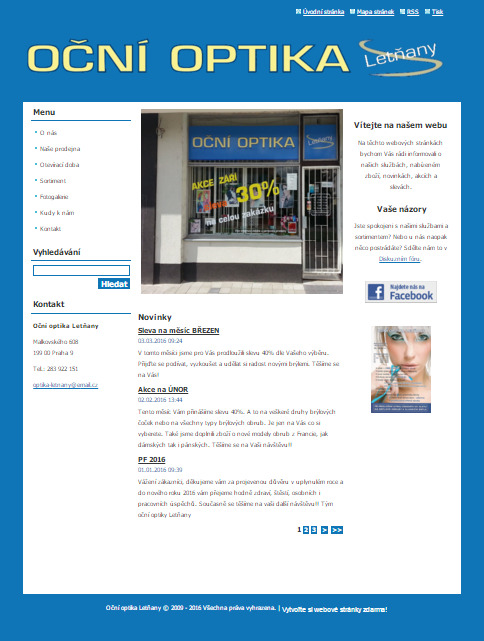 Úvodní stránka Mapa stránek RSS Tisk
OČNÍ OPTIKA Letňany
Menu
O nás
Naše prodejna
Otevírací doba
Sortiment
Fotogalerie
Kudy k nám
Kontakt
Vyhledávání
Hledat
Kontakt
Oční optika Letňany
Malkovského 608
199 00 Praha 9
Tel.: 283 922 151
optika-letnany@email.cz
OČNÍ OPTIKA
Letňany
AKCE ZÁŘÍ
sleva 30%
na celou zakázku
Novinky
Sleva na měsíc BŘEZEN
03.03.2016 09:24
V tomto měsíci jsme pro Vás prodloužili slevu 40% dle Vašeho výběru.
Přijďte se podívat, vyzkoušet a udělat si radost novými brýlemi. Těšíme se
na Vás!
Akce na ÚNOR
02.02.2016 13:44
Tento měsíc Vám přinášíme slevu 40%. A to na veškeré druhy brýlových
čoček nebo na všechny typy brýlových obrub. Je jen na Vás co si
vyberete. Také jsme doplnili zboží o nové modely obrub z Francie, jak
dámských tak i pánských. Těšíme se na Vaši návštěvu!!
PF 2016
01.01.2016 09:39
Vážení zákazníci, děkujeme vám za projevenou důvěru v uplynulém roce a
do nového roku 2016 vám přejeme hodně zdraví, štěstí, osobních i
pracovních úspěchů. Současně se těšíme na vaši další návštěvu!! Tým
oční optiky Letňany
1 2 3 > >>
Vítejte na našem webu
Na těchto webových stránkách
bychom Vás rádi informovali o
našich službách, nabízeném
zboží, novinkách, akcích a
slevách.
Vaše názory
Jste spokojeni s našimi službami a
sortimentem? Nebo u nás naopak
něco postrádáte? Sdělte nám to v
Diskuzním fóru.
Najdete nás na
Facebook
Oční optika Letňany © 2009 - 2016 Všechna práva vyhrazena. | Vytvořte si webové stránky zdarma!